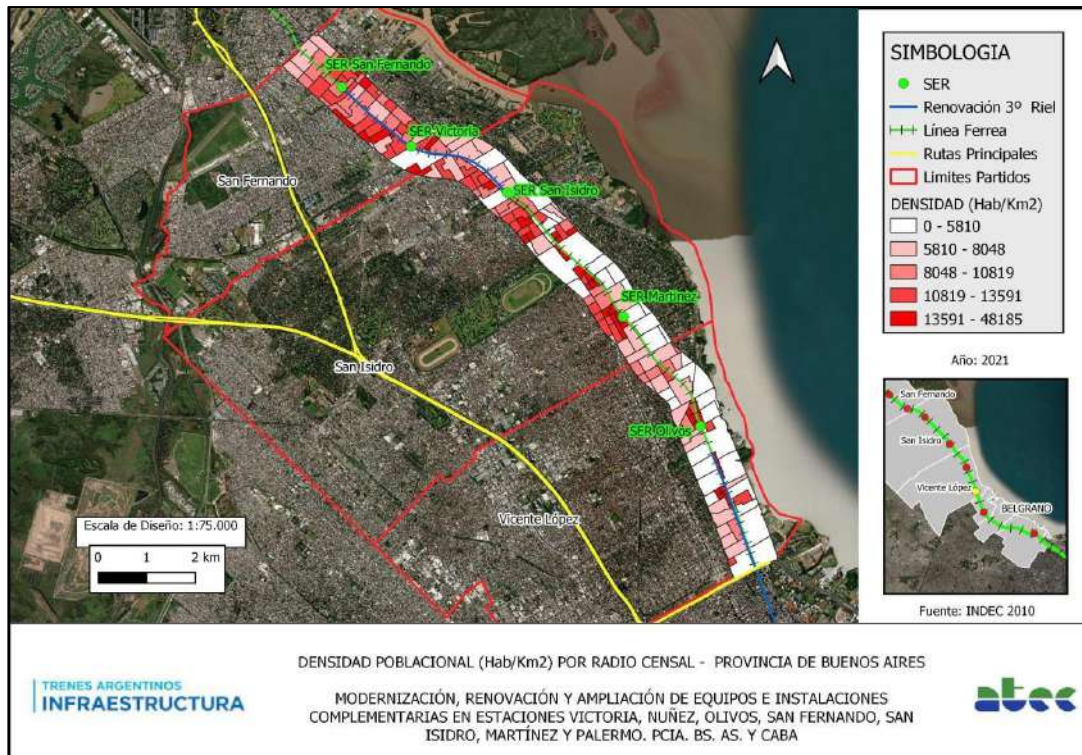 SER San Fernando
SER Victoria
San Fernando
SER San Isidro
SER Martinez
San Isidro
SER Olivos
Vicente López
Escala de Diseño: 1:75.000
0 1 2 km
SIMBOLOGIA
SER
Renovación 3º Riel
Línea Ferrea
Rutas Principales
Limites Partidos
DENSIDAD (Hab/Km2)
0 - 5810
5810 - 8048
8048 - 10819
10819 - 13591
13591 - 48185
Año: 2021
San Fernando
San Isidro
Vicente López
BELGRANO
Fuente: INDEC 2010
TRENES ARGENTINOS
INFRAESTRUCTURA
DENSIDAD POBLACIONAL (Hab/Km2) POR RADIO CENSAL - PROVINCIA DE BUENOS AIRES
MODERNIZACIÓN, RENOVACIÓN Y AMPLIACIÓN DE EQUIPOS E INSTALACIONES
COMPLEMENTARIAS EN ESTACIONES VICTORIA, NUÑEZ, OLIVOS, SAN FERNANDO, SAN
ISIDRO, MARTÍNEZ Y PALERMO. PCIA. BS. AS. Y CABA
atec